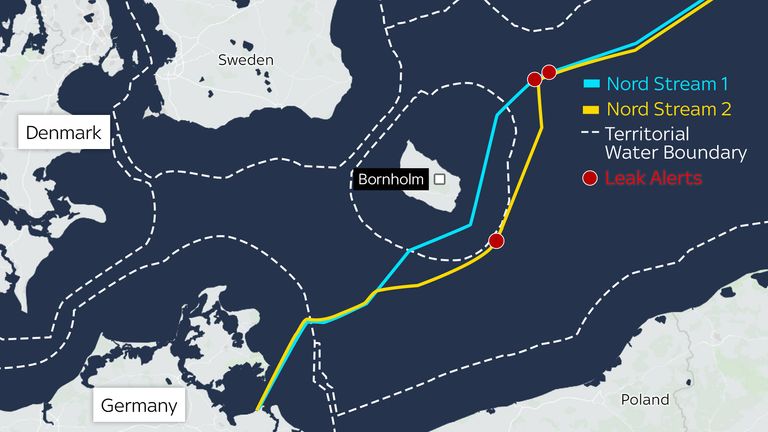 Sweden
Denmark
Bornholm
Germany
Poland
Nord Stream 1
Nord Stream 2
Territorial
Water Boundary
Leak Alerts